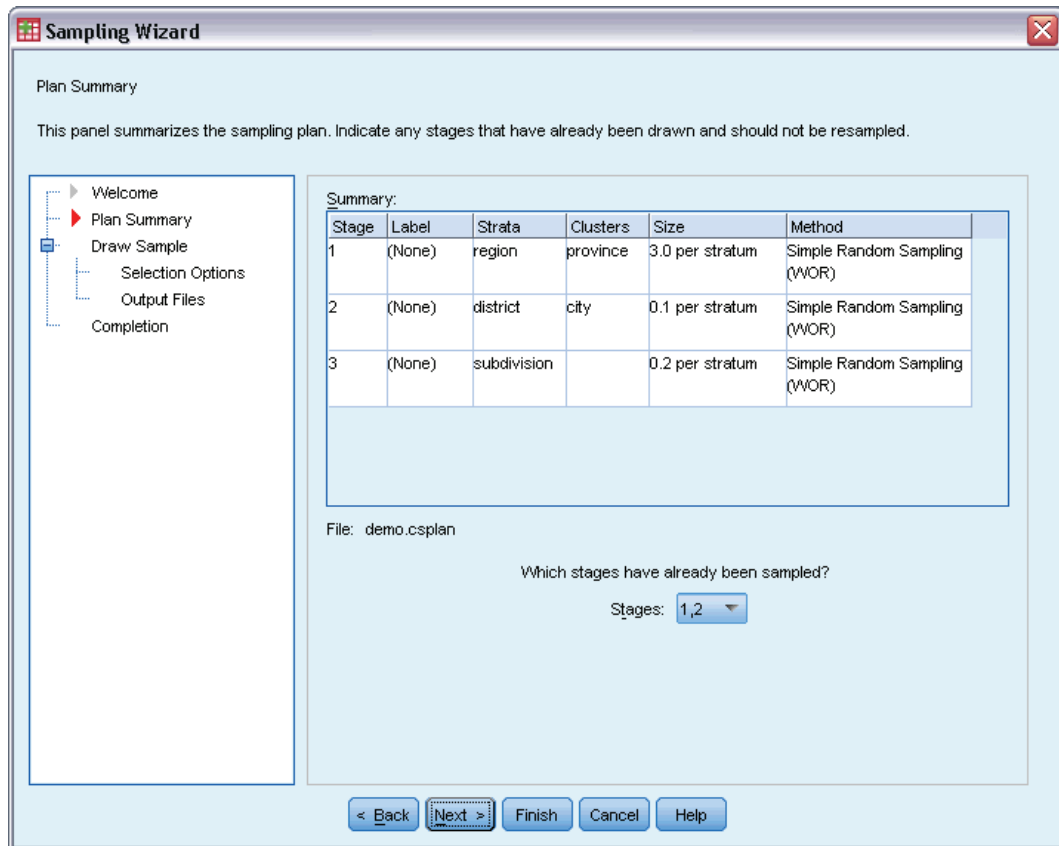 Sampling Wizard
Plan Summary
This panel summarizes the sampling plan. Indicate any stages that have already been drawn and should not be resampled.
Welcome
Plan Summary
Draw Sample
Selection Options
Output Files
Completion
Summary:
Stage Label Strata Clusters Size Method
1 (None) region province 3.0 per stratum Simple Random Sampling
(WOR)
2 (None) district city 0.1 per stratum Simple Random Sampling
(WOR)
3 (None) subdivision 0.2 per stratum Simple Random Sampling
(WOR)
File: demo.csplan
Which stages have already been sampled?
Stages: 1,2
< Back Next > Finish Cancel Help